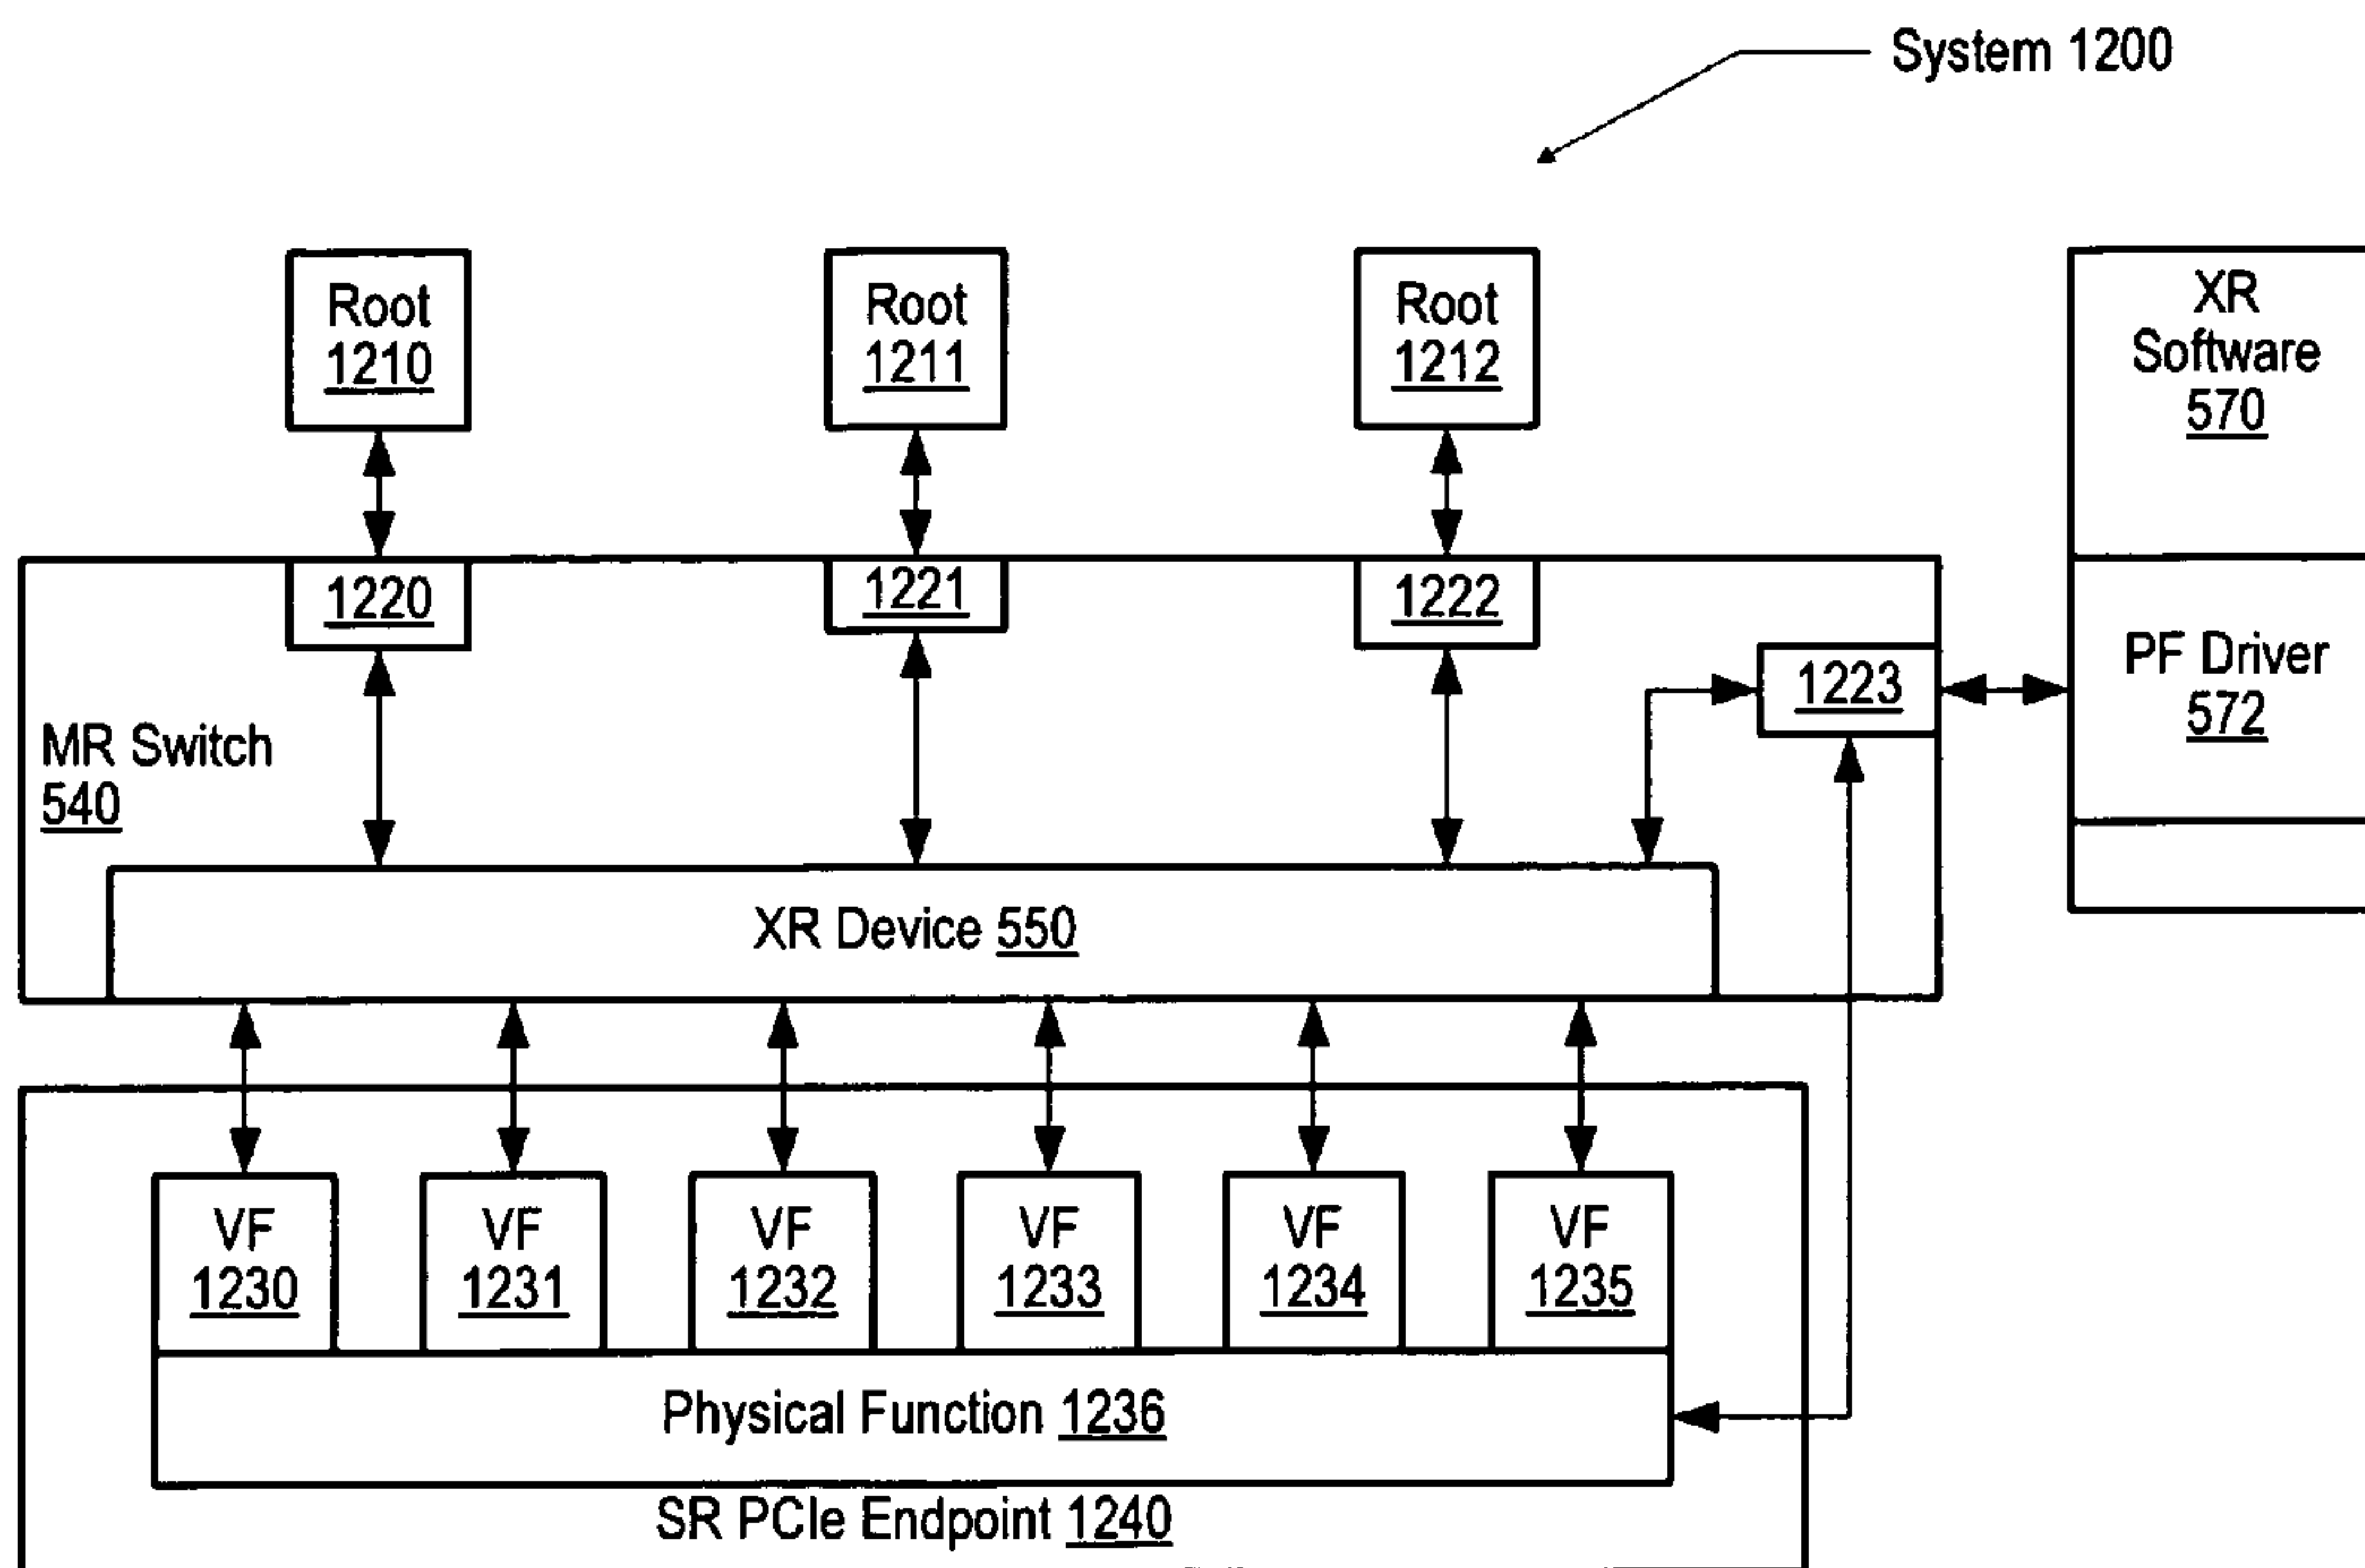 System 1200
Root
1210
Root
1211
Root
1212
XR
Software
570
1220
1221
1222
1223
PF Driver
572
MR Switch
540
XR Device 550
VF
1230
VF
1231
VF
1232
VF
1233
VF
1234
VF
1235
Physical Function 1236
SR PCIe Endpoint 1240